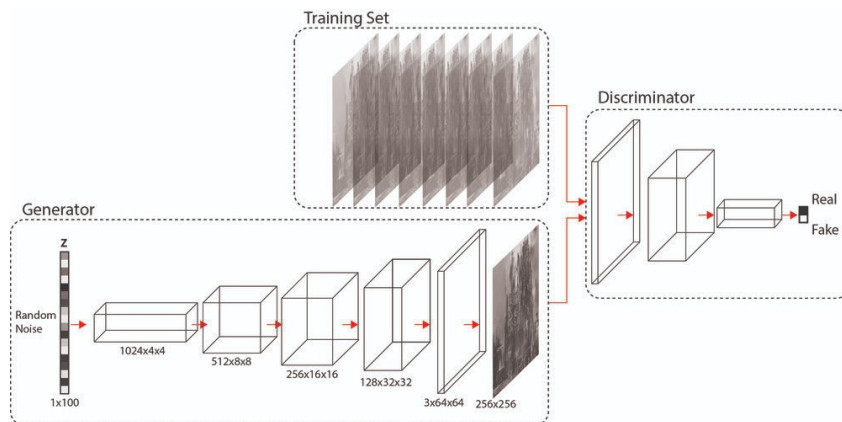 Training Set
Discriminator
Real
Fake
Generator
Z
Random
Noise
1024x4x4
512x8x8
256x16x16
128x32x32
3x64x64
256x256
1x100